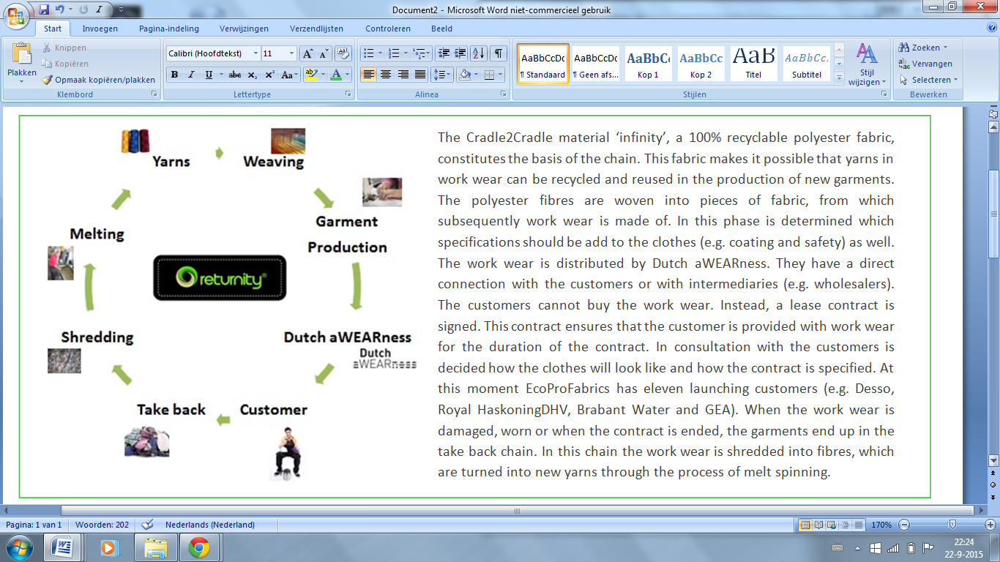 Document2 - Microsoft Word niet-commercieel gebruik
Start Invoegen Pagina-indeling Verwijzingen Verzendlijsten Controleren Beeld
Plakken
Knippen
Kopiëren
Opmaak kopiëren/plakken
Klembord
Calibri (Hoofdtekst) 11
B I U abc x₂ x² Aa
Lettertype
Alinea
AaBbCcDc AaBbCcDc AaBbCc AaBbCc AaB AaBbCc.
¶ Standaard ¶ Geen afs... Kop 1 Kop 2 Titel Subtitel
Stijl wijzigen
Stijlen
Zoeken
Vervangen
Selecteren
Bewerken
Yarns
Weaving
Garment
Production
Dutch aWEARness
Dutch
aWEARness
Customer
Take back
Shredding
Melting
returnity®
The Cradle2Cradle material ‘infinity’, a 100% recyclable polyester fabric,
constitutes the basis of the chain. This fabric makes it possible that yarns in
work wear can be recycled and reused in the production of new garments.
The polyester fibres are woven into pieces of fabric, from which
subsequently work wear is made of. In this phase is determined which
specifications should be add to the clothes (e.g. coating and safety) as well.
The work wear is distributed by Dutch aWEARness. They have a direct
connection with the customers or with intermediaries (e.g. wholesalers).
The customers cannot buy the work wear. Instead, a lease contract is
signed. This contract ensures that the customer is provided with work wear
for the duration of the contract. In consultation with the customers is
decided how the clothes will look like and how the contract is specified. At
this moment EcoProFabrics has eleven launching customers (e.g. Desso,
Royal HaskoningDHV, Brabant Water and GEA). When the work wear is
damaged, worn or when the contract is ended, the garments end up in the
take back chain. In this chain the work wear is shredded into fibres, which
are turned into new yarns through the process of melt spinning.
Pagina: 1 van 1 Woorden: 202 Nederlands (Nederland) 170%
22:24
22-9-2015